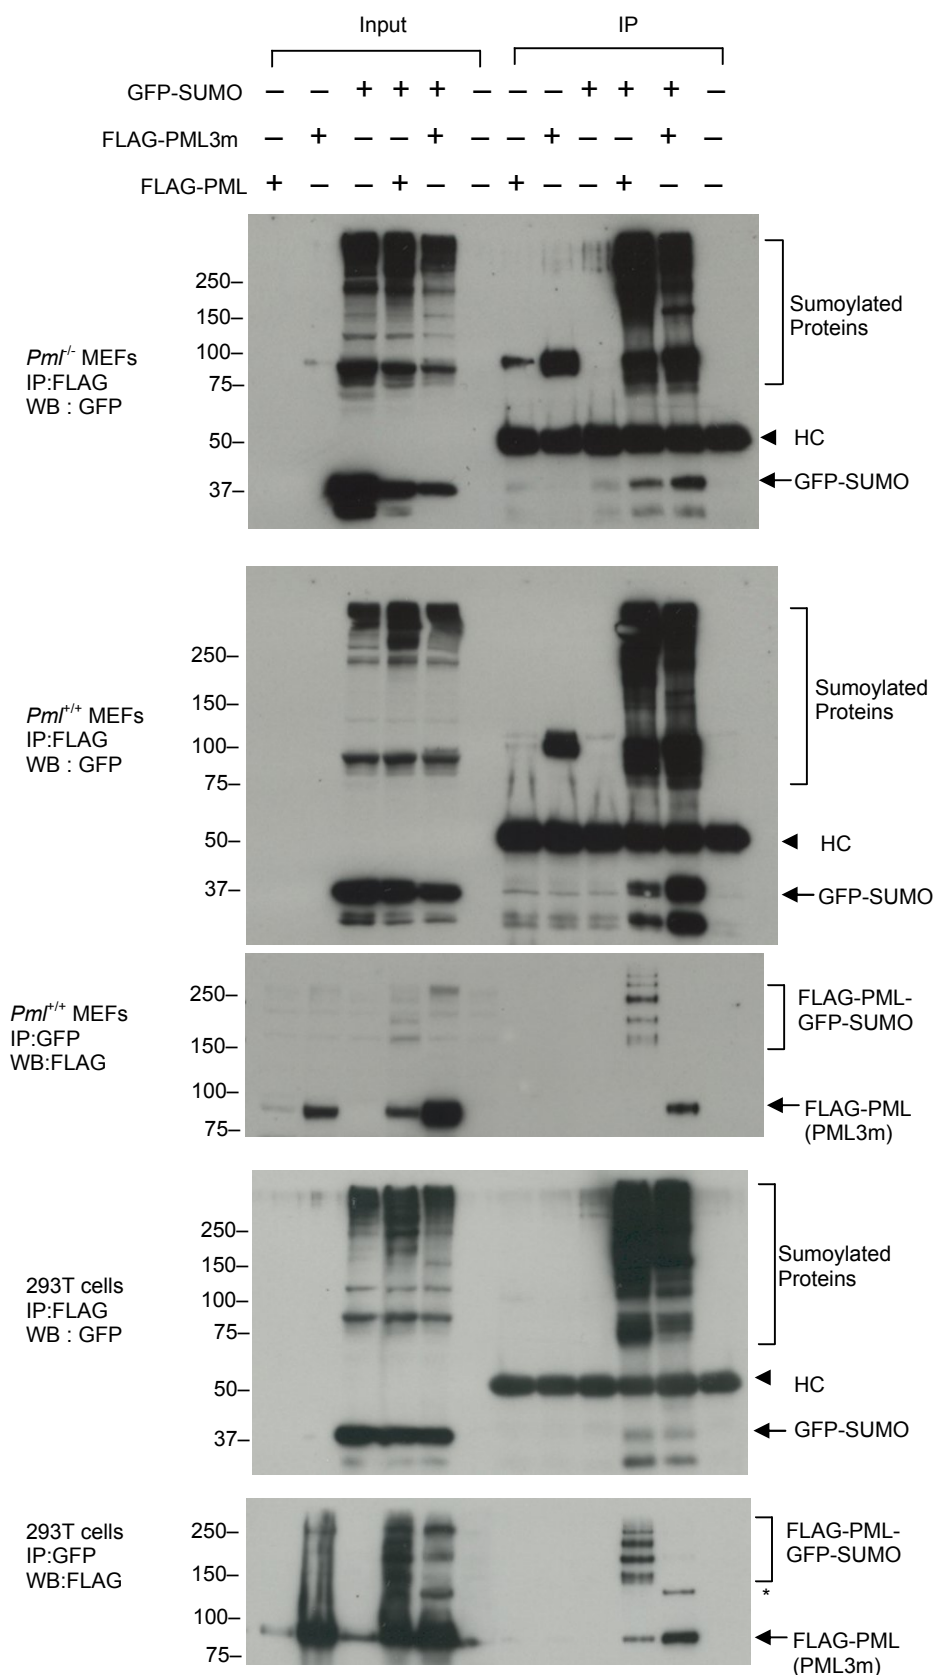 Input IP
GFP-SUMO – – + + + – – – + + + –
FLAG-PML3m – + – – + – – + – – + –
FLAG-PML + – – + – – + – – + – –
Pml-/- MEFs
IP:FLAG
WB : GFP
250–
150–
100–
75–
50–
37–
Sumoylated
Proteins
HC
GFP-SUMO
Pml+/+ MEFs
IP:FLAG
WB : GFP
250–
150–
100–
75–
50–
37–
Sumoylated
Proteins
HC
GFP-SUMO
Pml+/+ MEFs
IP:GFP
WB:FLAG
250–
150–
100–
75–
FLAG-PML-
GFP-SUMO
FLAG-PML
(PML3m)
293T cells
IP:FLAG
WB : GFP
250–
150–
100–
75–
50–
37–
Sumoylated
Proteins
HC
GFP-SUMO
293T cells
IP:GFP
WB:FLAG
250–
150–
100–
75–
FLAG-PML-
GFP-SUMO
*
FLAG-PML
(PML3m)